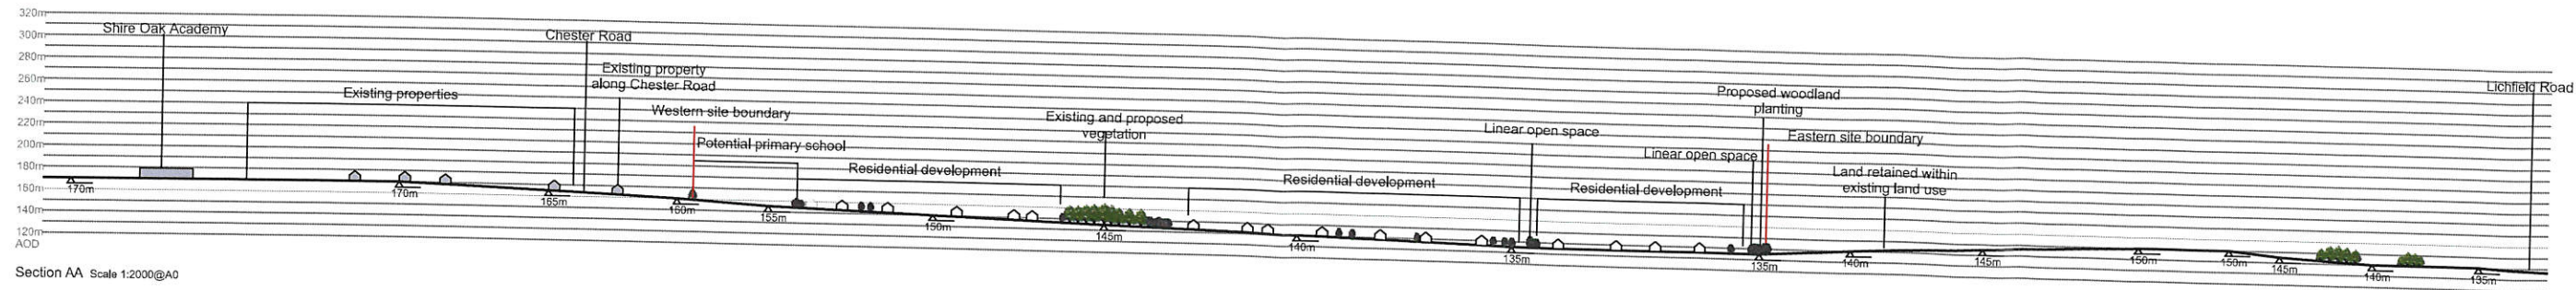 320m
300m
280m
260m
240m
220m
200m
180m
160m
140m
120m
AOD
Shire Oak Academy
Existing properties
Chester Road
Existing property
along Chester Road
Western site boundary
Potential primary school
Residential development
Existing and proposed
vegetation
Residential development
Linear open space
Residential development
Linear open space
Proposed woodland
planting
Eastern site boundary
Land retained within
existing land use
Lichfield Road
170m
170m
165m
160m
155m
150m
145m
140m
135m
135m
140m
145m
150m
150m
145m
140m
135m
Section AA Scale 1:2000@A0